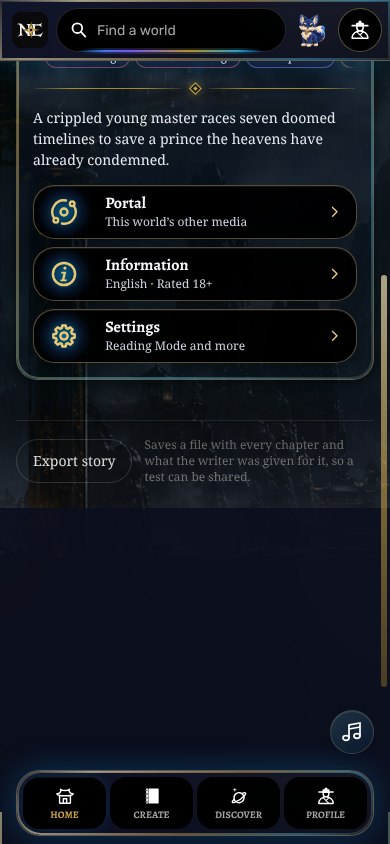 NE
Find a world
A crippled young master races seven doomed
timelines to save a prince the heavens have
already condemned.
Portal
This world's other media
Information
English · Rated 18+
Settings
Reading Mode and more
Export story
Saves a file with every chapter and
what the writer was given for it, so a
test can be shared.
HOME
CREATE
DISCOVER
PROFILE